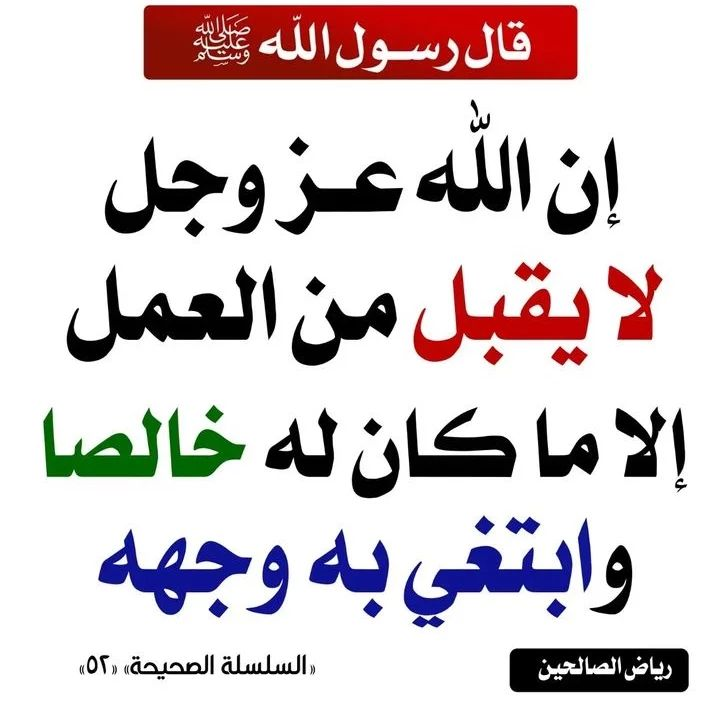 قال رسول الله ﷺ
إن الله عز وجل
لا يقبل من العمل
إلا ما كان له خالصا
وابتغي به وجهه
رياض الصالحين
«السلسلة الصحيحة» «٥٢»